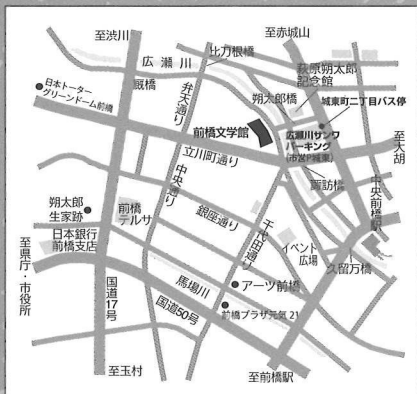 至渋川
至赤城山
広瀬川
比刀根橋
厩橋
萩原朔太郎
記念館
日本トーター
グリーンドーム前橋
弁天通り
朔太郎橋
城東町二丁目バス停
前橋文学館
広瀬川サンワ
パーキング
(市営P城東)
至大胡
立川町通り
諏訪橋
中央通り
中央前橋駅
朔太郎
生家跡
前橋
テルサ
銀座通り
千代田通り
日本銀行
前橋支店
イベント
広場
久留万橋
至県庁・市役所
馬場川
アーツ前橋
国道17号
国道50号
前橋プラザ元気21
至玉村
至前橋駅